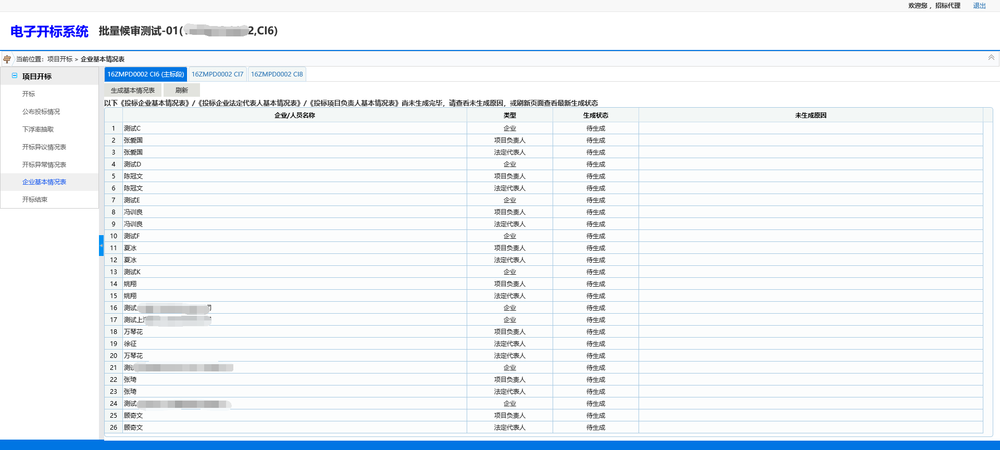 欢迎您 ，招标代理 退出
电子开标系统 批量候审测试-01( 2,CI6)
当前位置：项目开标 > 企业基本情况表
项目开标
开标
公布投标情况
下浮率抽取
开标异议情况表
开标异常情况表
企业基本情况表
开标结束
16ZMPD0002 CI6 (主标段) 16ZMPD0002 CI7 16ZMPD0002 CI8
生成基本情况表 刷新
以下《投标企业基本情况表》/《投标企业法定代表人基本情况表》/《投标项目负责人基本情况表》尚未生成完毕，请查看未生成原因，或刷新页面查看最新生成状态
企业/人员名称 类型 生成状态 未生成原因
1 测试C 企业 待生成
2 张爱国 项目负责人 待生成
3 张爱国 法定代表人 待生成
4 测试D 企业 待生成
5 陈冠文 项目负责人 待生成
6 陈冠文 法定代表人 待生成
7 测试E 企业 待生成
8 冯训良 项目负责人 待生成
9 冯训良 法定代表人 待生成
10 测试F 企业 待生成
11 夏冰 项目负责人 待生成
12 夏冰 法定代表人 待生成
13 测试K 企业 待生成
14 姚翔 项目负责人 待生成
15 姚翔 法定代表人 待生成
16 测试 企业 待生成
17 测试上 企业 待生成
18 万琴花 项目负责人 待生成
19 徐征 法定代表人 待生成
20 万琴花 法定代表人 待生成
21 测 企业 待生成
22 张琦 项目负责人 待生成
23 张琦 法定代表人 待生成
24 测试 企业 待生成
25 顾奇文 项目负责人 待生成
26 顾奇文 法定代表人 待生成